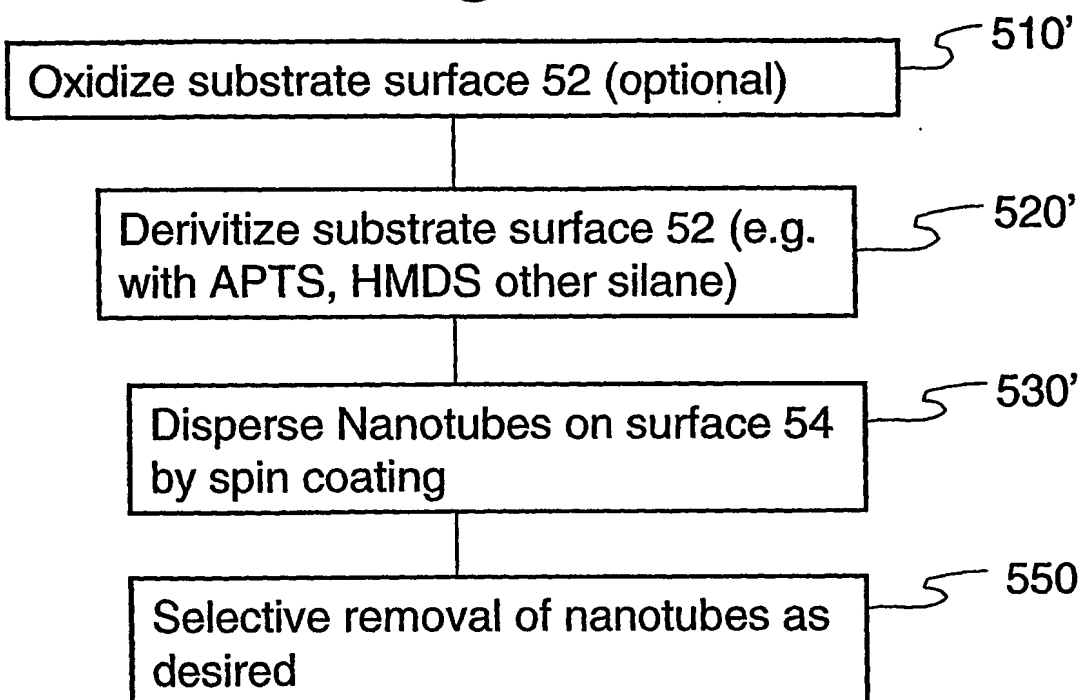 510'
Oxidize substrate surface 52 (optional)
520'
Derivitize substrate surface 52 (e.g.
with APTS, HMDS other silane)
530'
Disperse Nanotubes on surface 54
by spin coating
550
Selective removal of nanotubes as
desired